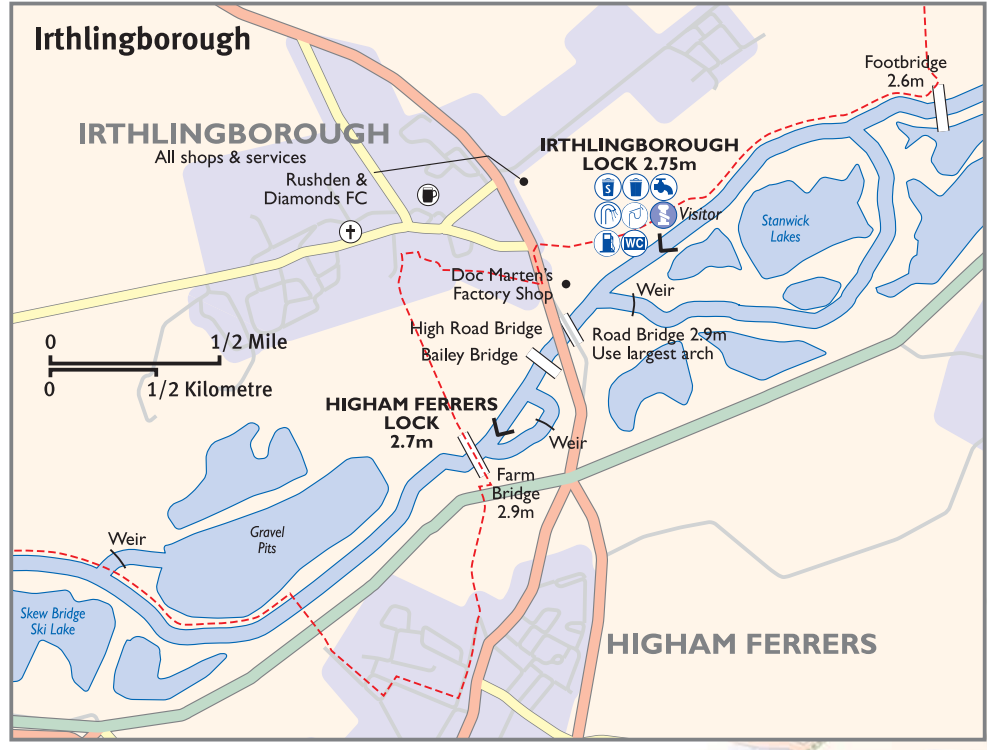 Irthlingborough
Footbridge
2.6m
IRTHLINGBOROUGH
All shops & services
Rushden &
Diamonds FC
IRTHLINGBOROUGH
LOCK 2.75m
S
Visitor
WC
Stanwick
Lakes
Doc Marten's
Factory Shop
Weir
High Road Bridge
Bailey Bridge
Road Bridge 2.9m
Use largest arch
0 1/2 Mile
0 1/2 Kilometre
HIGHAM FERRERS
LOCK
2.7m
Weir
Farm
Bridge
2.9m
Gravel
Pits
Weir
Skew Bridge
Ski Lake
HIGHAM FERRERS